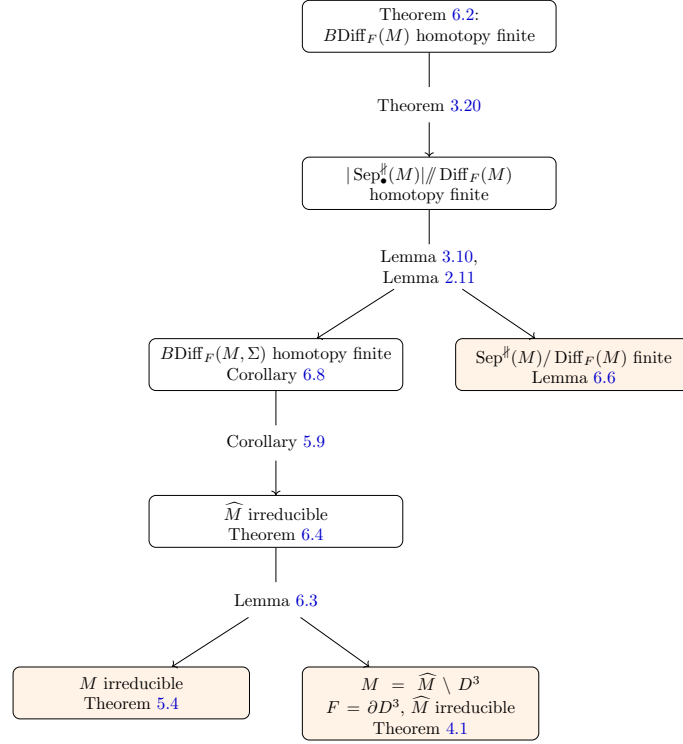 Theorem 6.2:
BDiff_F(M) homotopy finite
Theorem 3.20
|Sep^∦_•(M)|⫽Diff_F(M)
homotopy finite
Lemma 3.10,
Lemma 2.11
BDiff_F(M, Σ) homotopy finite
Corollary 6.8
Sep^∦(M)/Diff_F(M) finite
Lemma 6.6
Corollary 5.9
M̂ irreducible
Theorem 6.4
Lemma 6.3
M irreducible
Theorem 5.4
M = M̂ \ D³
F = ∂D³, M̂ irreducible
Theorem 4.1